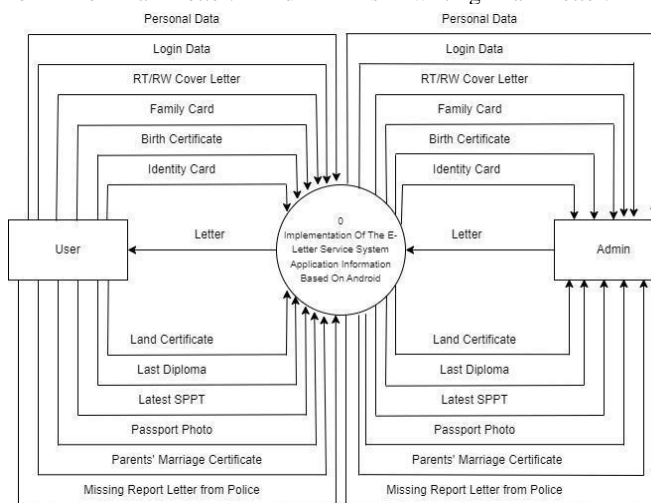 Personal Data Personal Data
Login Data Login Data
RT/RW Cover Letter RT/RW Cover Letter
Family Card Family Card
Birth Certificate Birth Certificate
Identity Card Identity Card
0
Implementation Of The E-
Letter Service System
Application Information
Based On Android
User
Letter
Letter
Admin
Land Certificate Land Certificate
Last Diploma Last Diploma
Latest SPPT Latest SPPT
Passport Photo Passport Photo
Parents' Marriage Certificate Parents' Marriage Certificate
Missing Report Letter from Police Missing Report Letter from Police